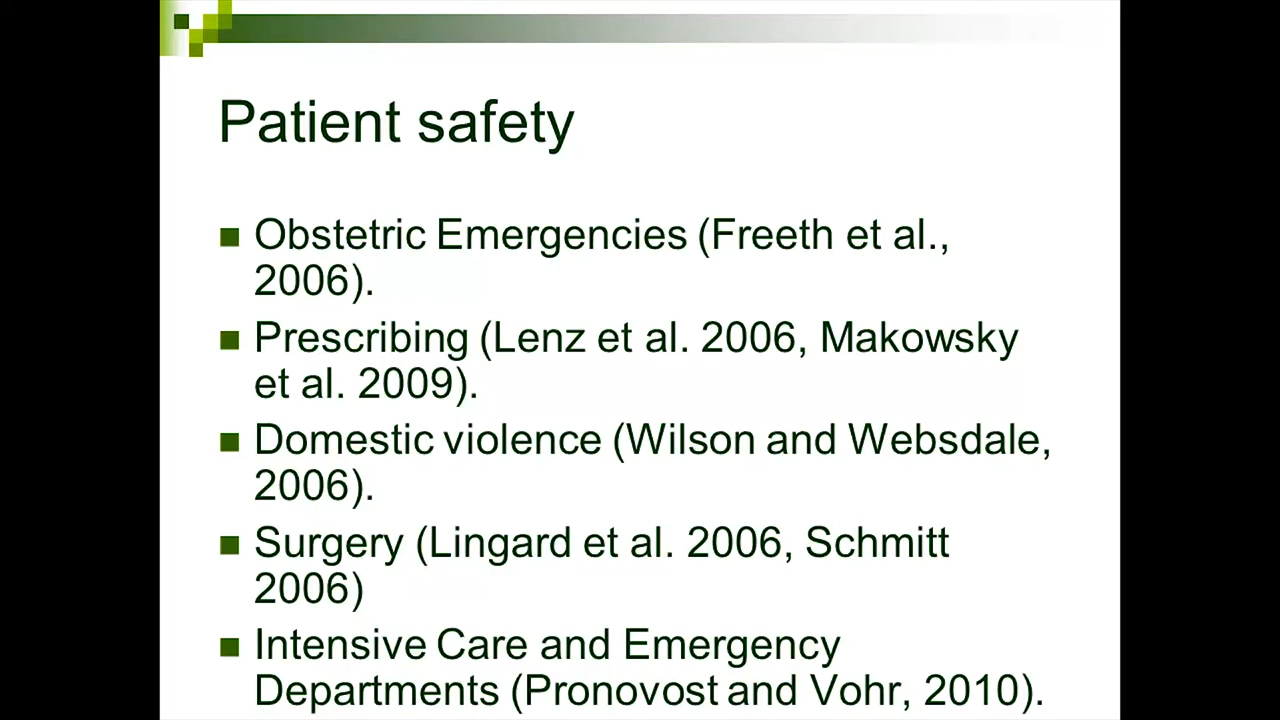 Patient safety
Obstetric Emergencies (Freeth et al.,
2006).
Prescribing (Lenz et al. 2006, Makowsky
et al. 2009).
Domestic violence (Wilson and Websdale,
2006).
Surgery (Lingard et al. 2006, Schmitt
2006)
Intensive Care and Emergency
Departments (Pronovost and Vohr, 2010).